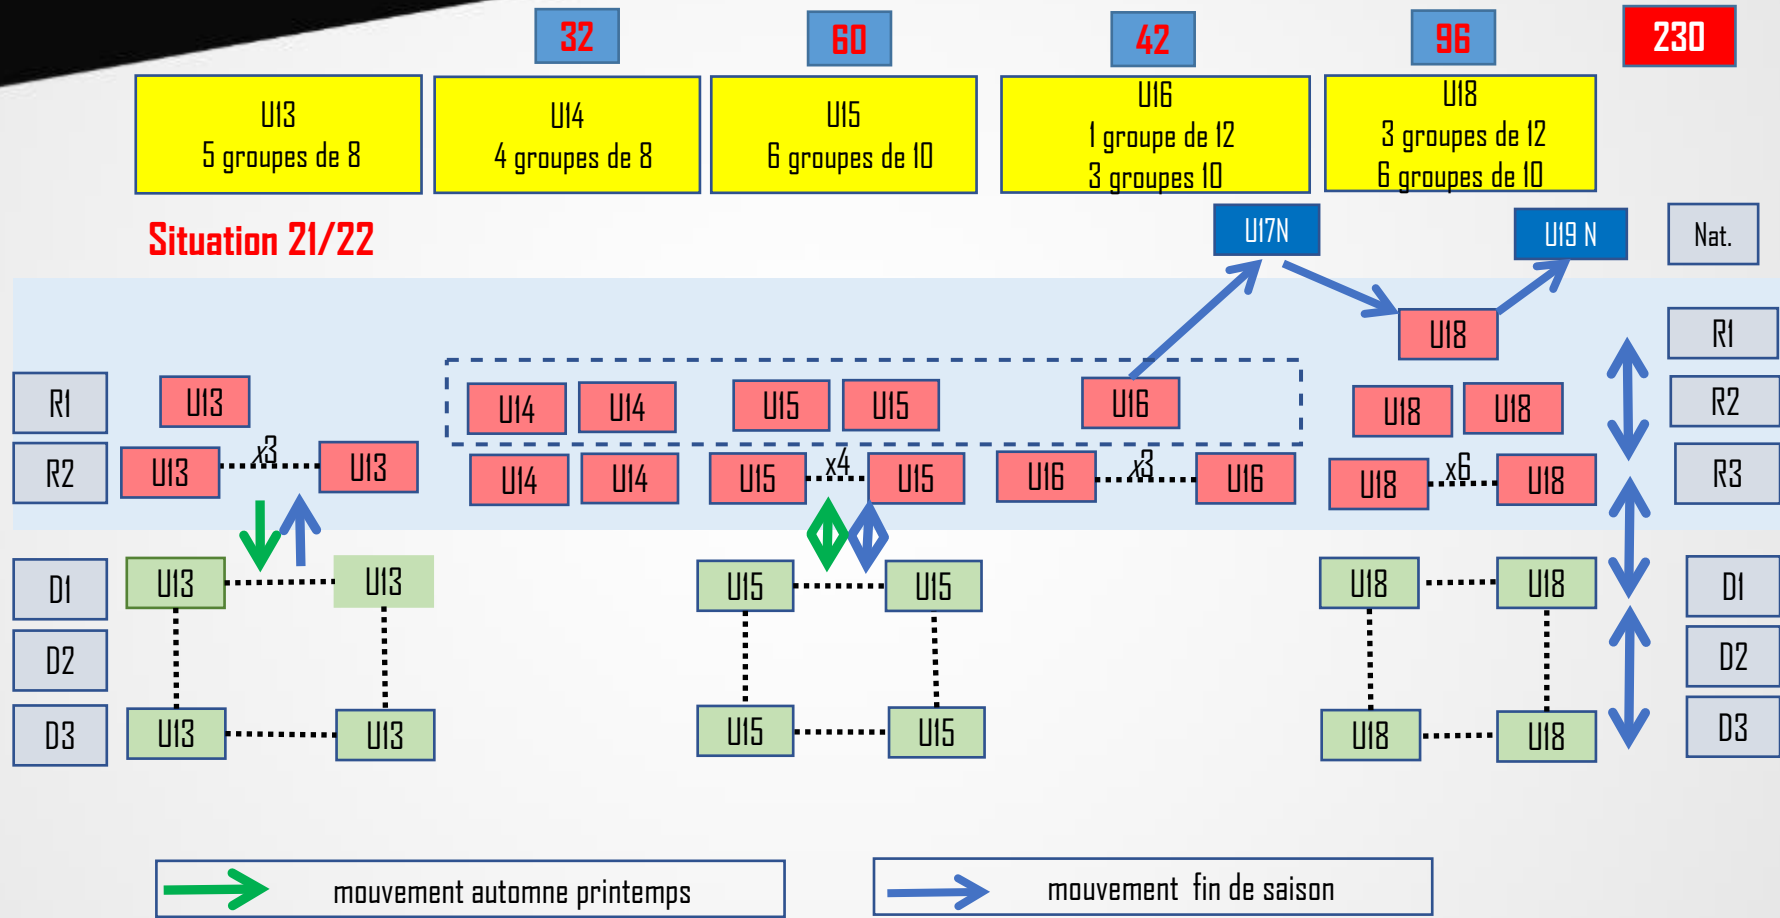 32
60
42
96
230
U13
5 groupes de 8
U14
4 groupes de 8
U15
6 groupes de 10
U16
1 groupe de 12
3 groupes 10
U18
3 groupes de 12
6 groupes de 10
Situation 21/22
U17N
U19 N
Nat.
U18
R1
R1
U13
U14
U14
U15
U15
U16
U18
U18
R2
R2
U13
x3
U13
U14
U14
U15
x4
U15
U16
x3
U16
U18
x6
U18
R3
D1
U13
U13
U15
U15
U18
U18
D1
D2
D2
D3
U13
U13
U15
U15
U18
U18
D3
mouvement automne printemps
mouvement fin de saison